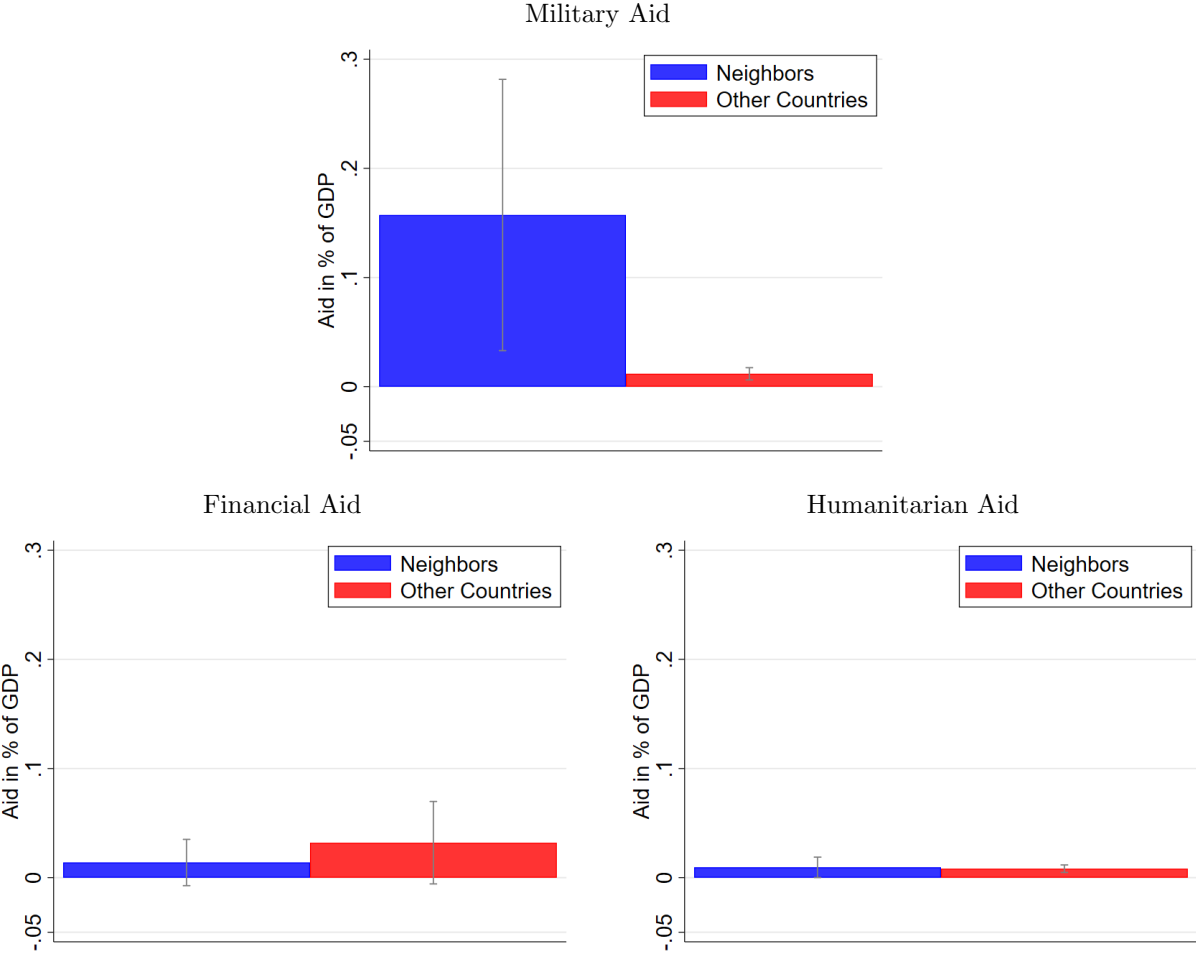 Military Aid
Aid in % of GDP
.3
.2
.1
0
-.05
Neighbors
Other Countries
Financial Aid
Aid in % of GDP
.3
.2
.1
0
-.05
Neighbors
Other Countries
Humanitarian Aid
Aid in % of GDP
.3
.2
.1
0
-.05
Neighbors
Other Countries